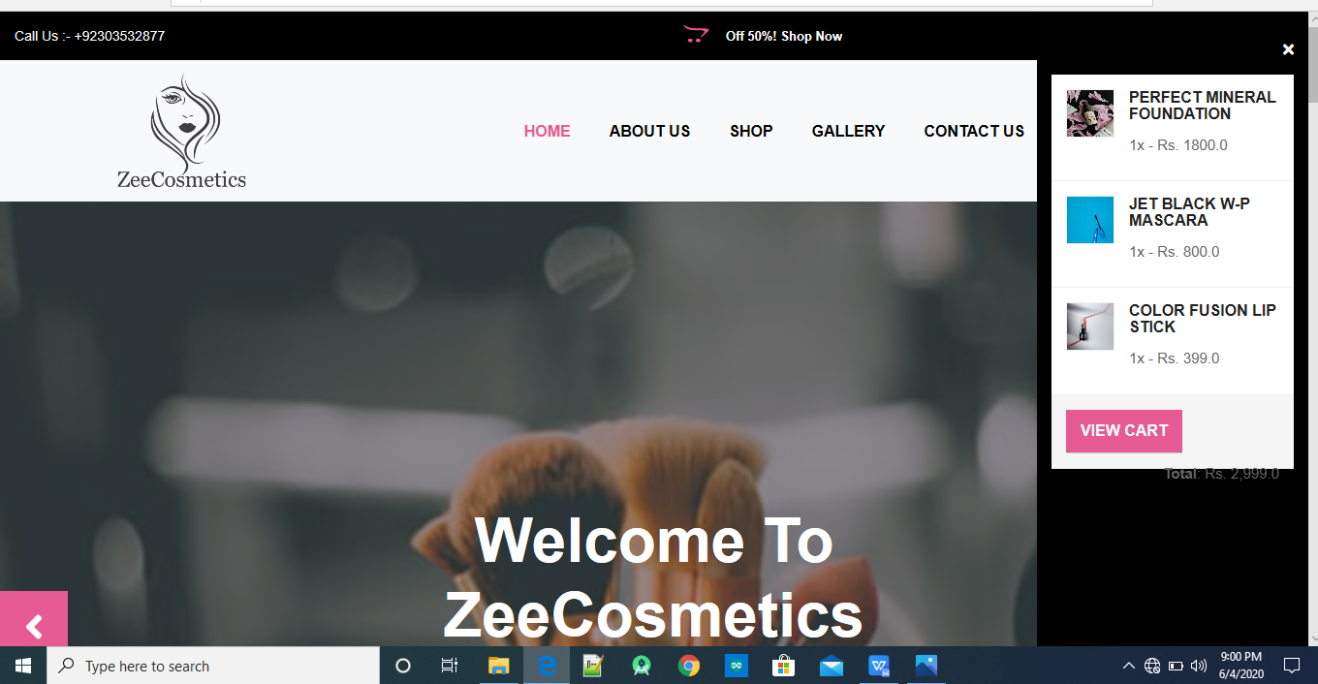 Call Us :- +92303532877
Off 50%! Shop Now
×
ZeeCosmetics
HOME
ABOUT US
SHOP
GALLERY
CONTACT US
PERFECT MINERAL
FOUNDATION
1x - Rs. 1800.0
JET BLACK W-P
MASCARA
1x - Rs. 800.0
COLOR FUSION LIP
STICK
1x - Rs. 399.0
VIEW CART
Total: Rs. 2,999.0
Welcome To
ZeeCosmetics
Type here to search
9:00 PM
6/4/2020